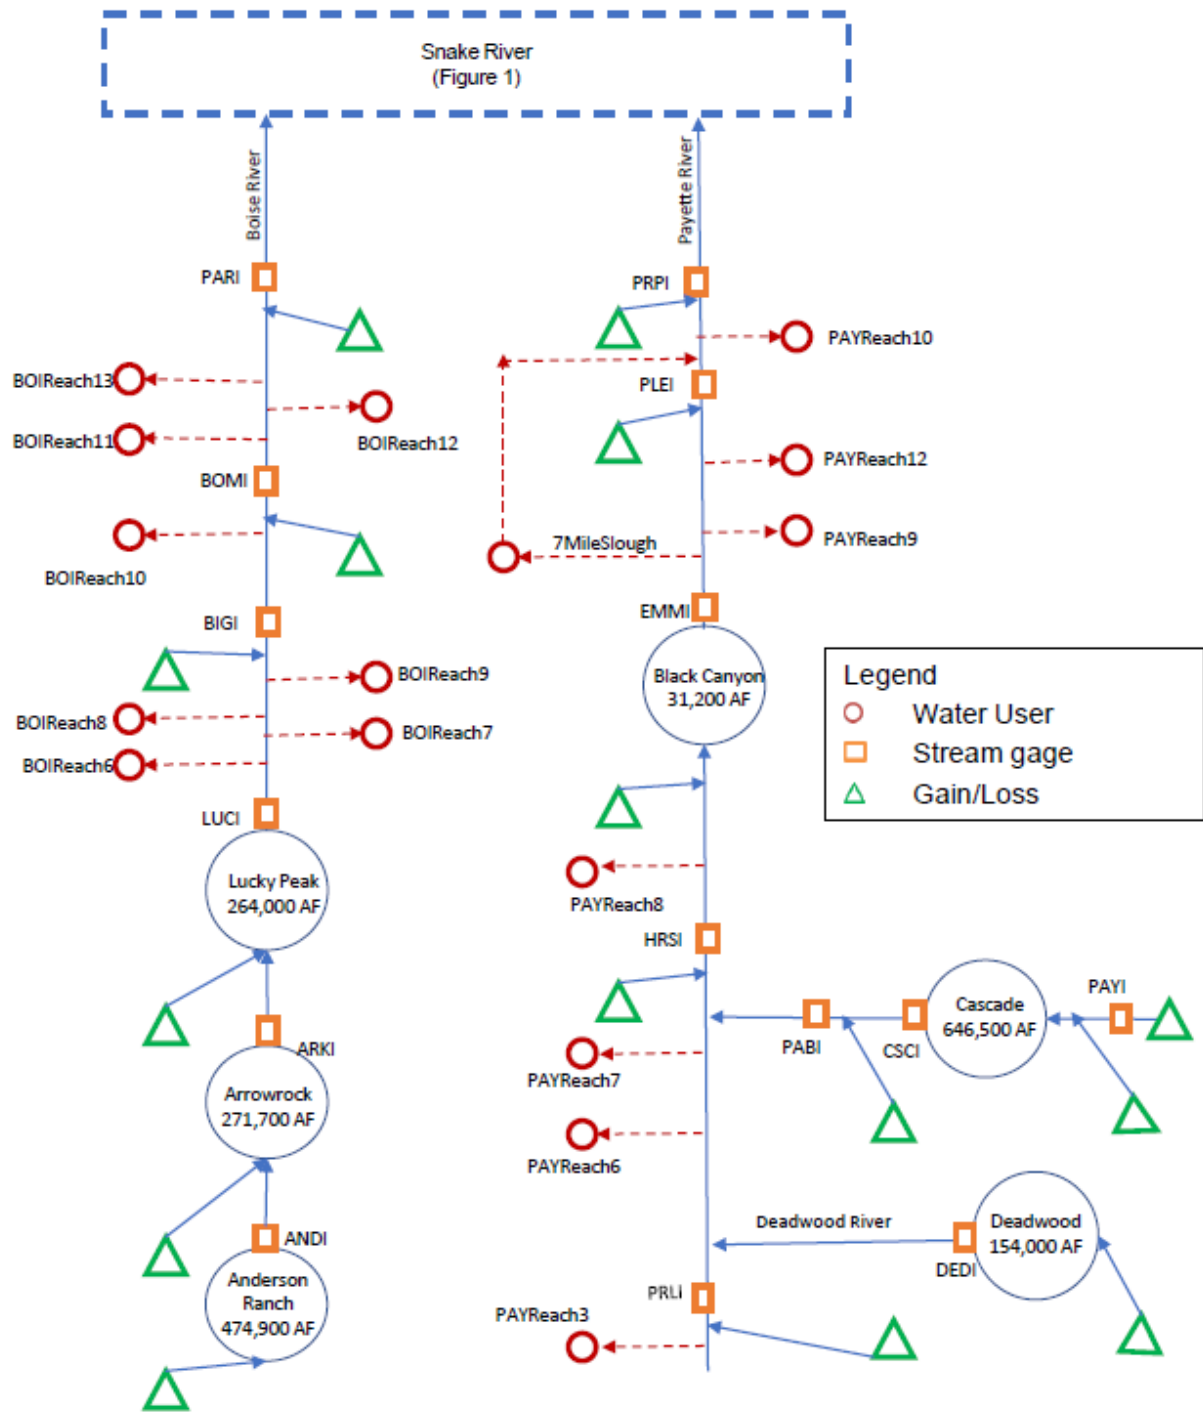 Snake River
(Figure 1)
Boise River
Payette River
PARI
PRPI
PAYReach10
BOIReach13
PLEI
BOIReach11
BOIReach12
PAYReach12
BOMI
7MileSlough
PAYReach9
BOIReach10
EMMI
BIGI
Black Canyon
31,200 AF
BOIReach9
BOIReach8
BOIReach7
BOIReach6
Legend
Water User
Stream gage
Gain/Loss
LUCI
Lucky Peak
264,000 AF
PAYReach8
HRSI
Cascade
646,500 AF
PAYI
PABI
CSCI
ARKI
Arrowrock
271,700 AF
PAYReach7
PAYReach6
Deadwood River
Deadwood
154,000 AF
DEDI
ANDI
Anderson
Ranch
474,900 AF
PRLI
PAYReach3